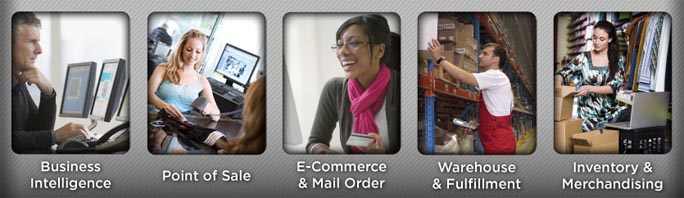 Business
Intelligence
Point of Sale
E-Commerce
& Mail Order
Warehouse
& Fulfillment
Inventory &
Merchandising